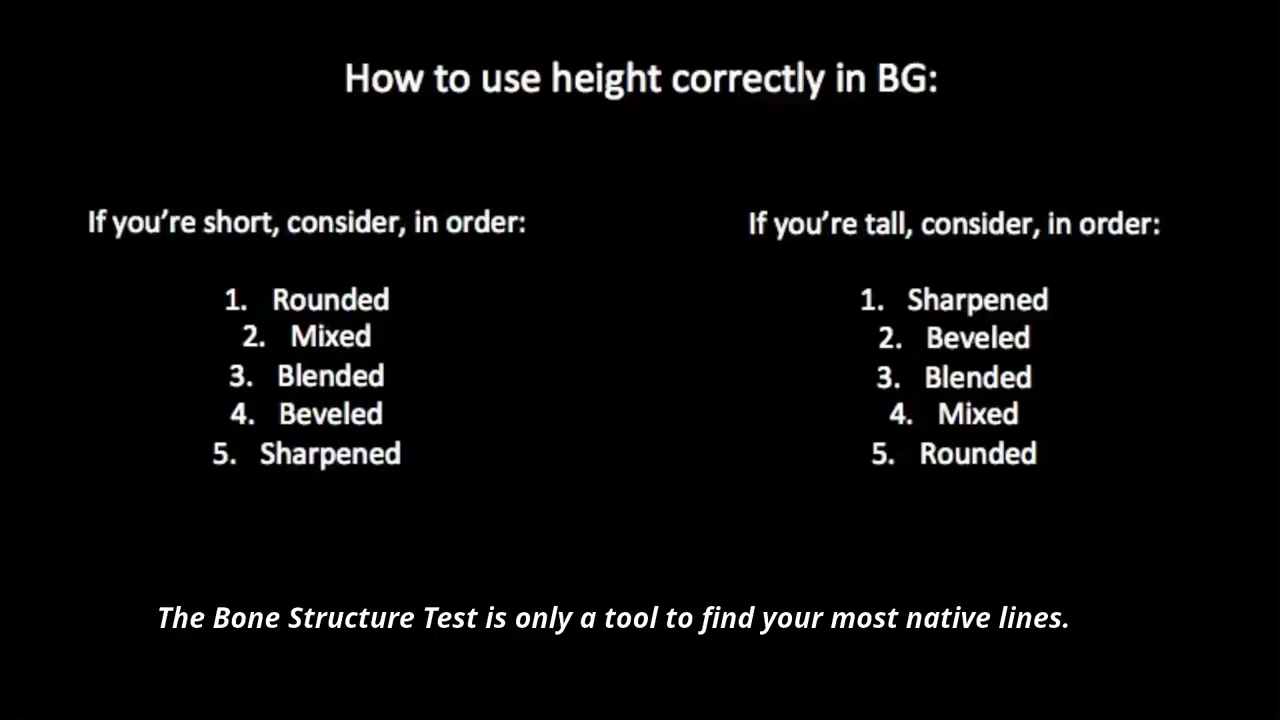 How to use height correctly in BG:
If you’re short, consider, in order:
1. Rounded
2. Mixed
3. Blended
4. Beveled
5. Sharpened
If you’re tall, consider, in order:
1. Sharpened
2. Beveled
3. Blended
4. Mixed
5. Rounded
The Bone Structure Test is only a tool to find your most native lines.